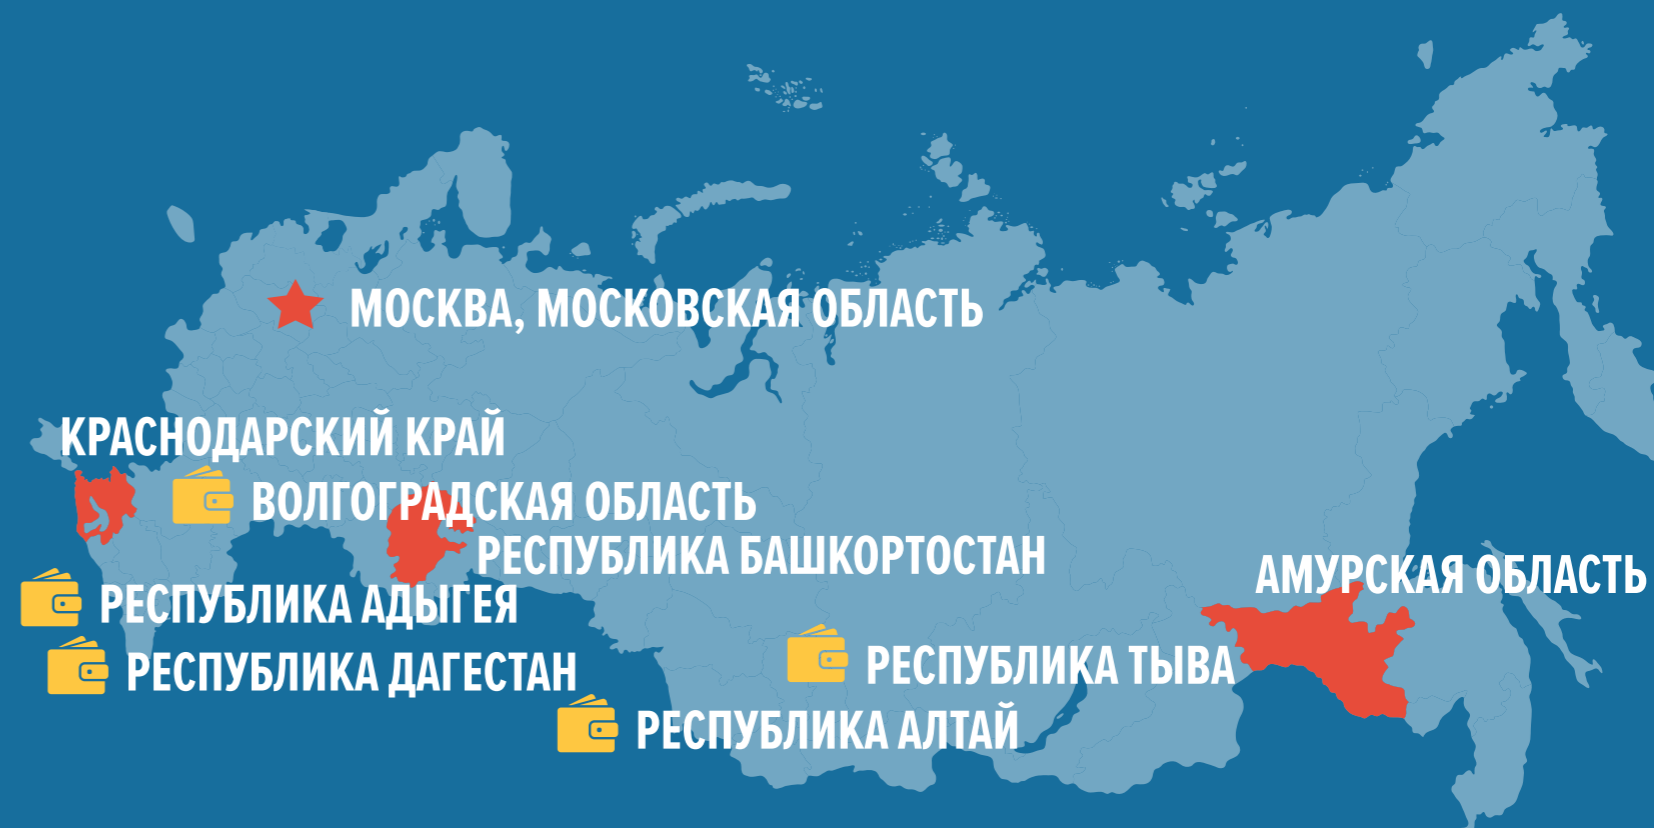 МОСКВА, МОСКОВСКАЯ ОБЛАСТЬ
КРАСНОДАРСКИЙ КРАЙ
ВОЛГОГРАДСКАЯ ОБЛАСТЬ
РЕСПУБЛИКА БАШКОРТОСТАН
АМУРСКАЯ ОБЛАСТЬ
РЕСПУБЛИКА АДЫГЕЯ
РЕСПУБЛИКА ТЫВА
РЕСПУБЛИКА ДАГЕСТАН
РЕСПУБЛИКА АЛТАЙ